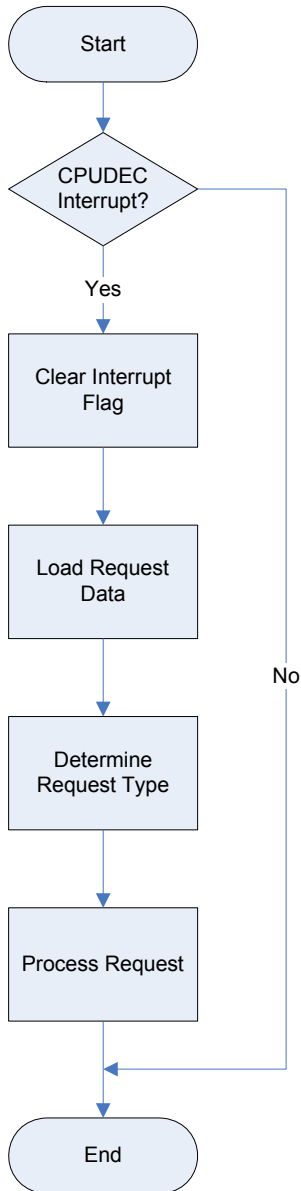 Start
CPUDEC
Interrupt?
Yes
Clear Interrupt
Flag
Load Request
Data
No
Determine
Request Type
Process Request
End